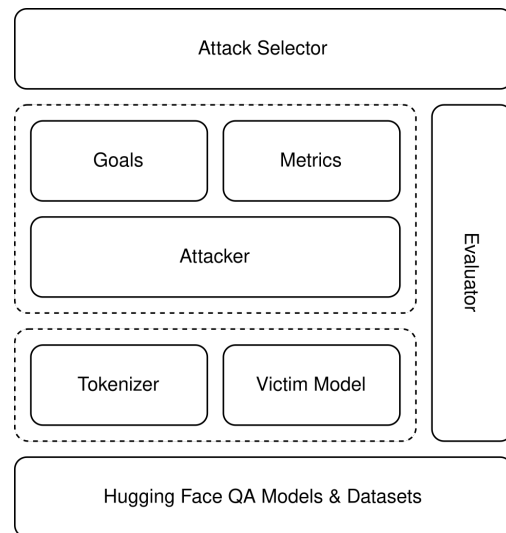 Attack Selector
Goals
Metrics
Attacker
Evaluator
Tokenizer
Victim Model
Hugging Face QA Models & Datasets